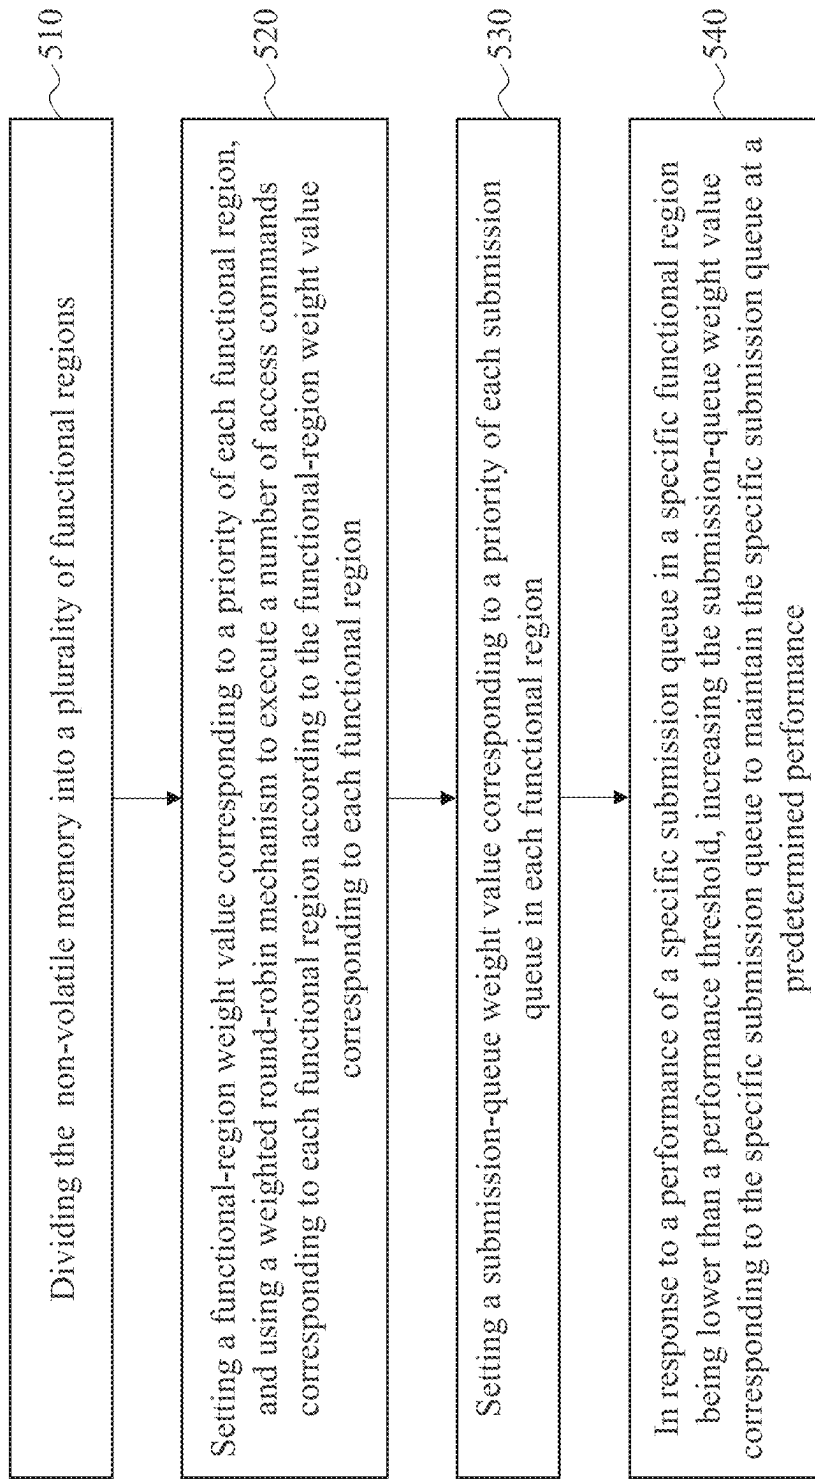 Dividing the non-volatile memory into a plurality of functional regions
510
Setting a functional-region weight value corresponding to a priority of each functional region,
and using a weighted round-robin mechanism to execute a number of access commands
corresponding to each functional region according to the functional-region weight value
corresponding to each functional region
520
Setting a submission-queue weight value corresponding to a priority of each submission
queue in each functional region
530
In response to a performance of a specific submission queue in a specific functional region
being lower than a performance threshold, increasing the submission-queue weight value
corresponding to the specific submission queue to maintain the specific submission queue at a
predetermined performance
540